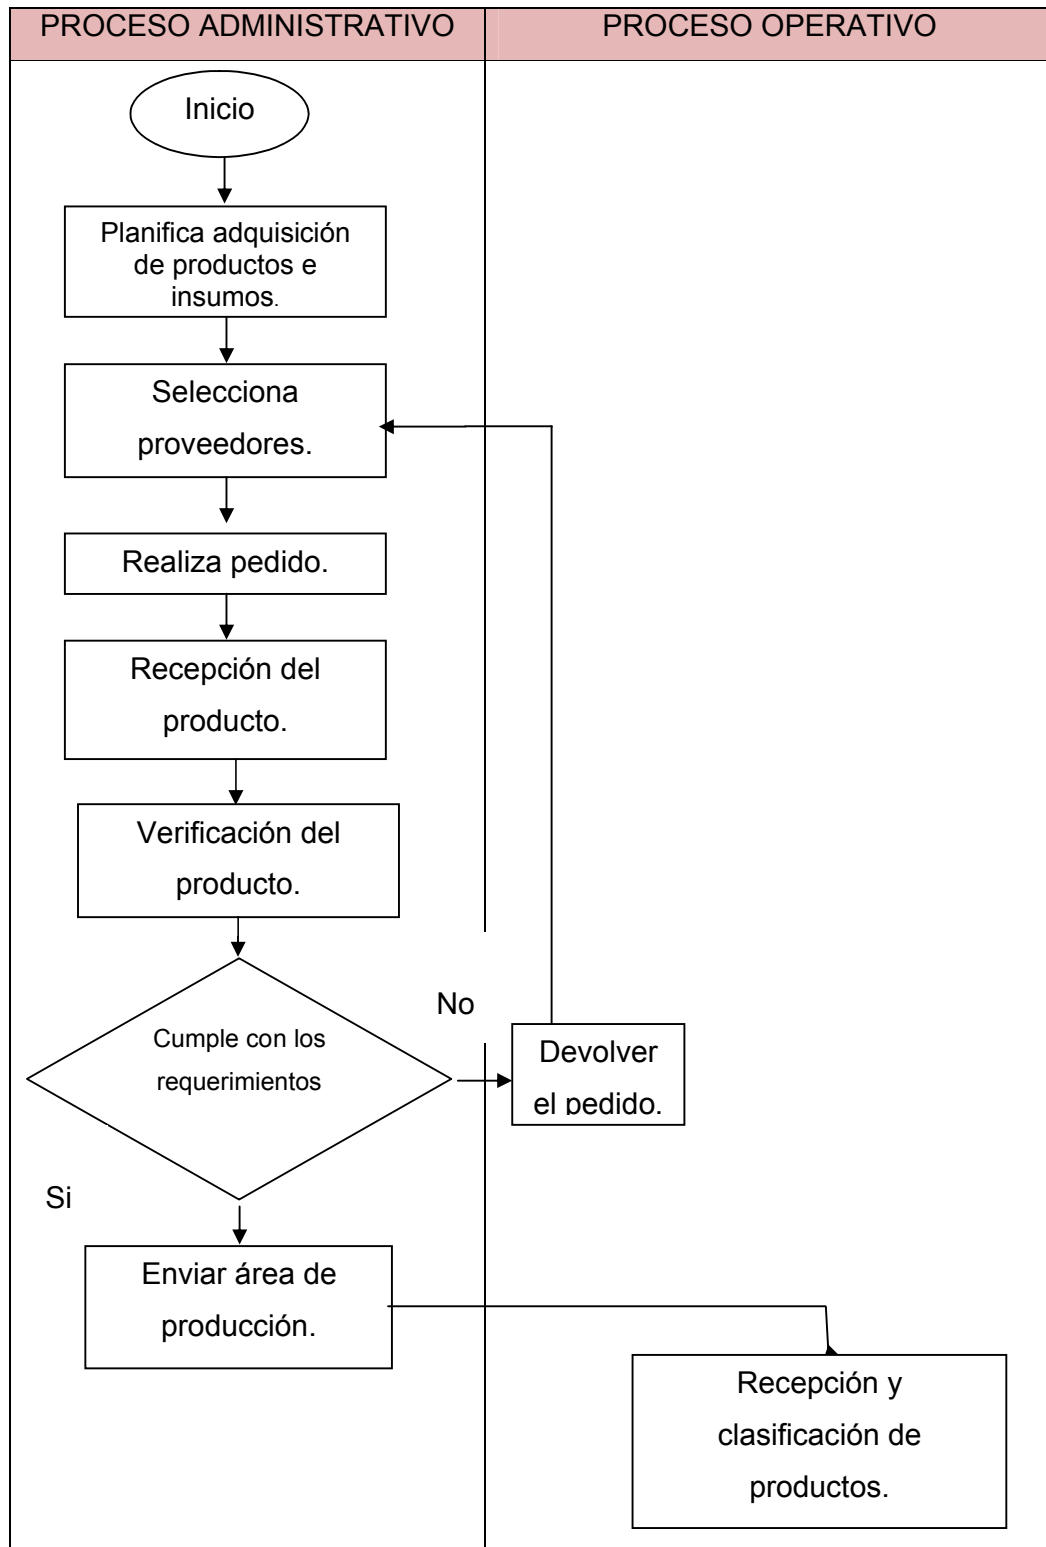 PROCESO ADMINISTRATIVO
PROCESO OPERATIVO
Inicio
Planifica adquisición
de productos e
insumos.
Selecciona
proveedores.
Realiza pedido.
Recepción del
producto.
Verificación del
producto.
Cumple con los
requerimientos
No
Devolver
el pedido.
Si
Enviar área de
producción.
Recepción y
clasificación de
productos.